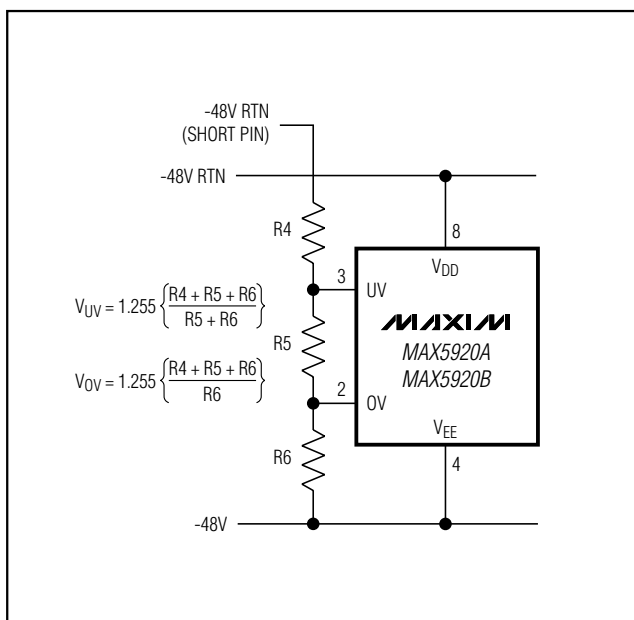 -48V RTN
(SHORT PIN)
-48V RTN
R4
8
VDD
3
UV
VUV = 1.255 {R4 + R5 + R6 / R5 + R6}
R5
MAXIM
MAX5920A
MAX5920B
VOV = 1.255 {R4 + R5 + R6 / R6}
2
OV
VEE
R6
4
-48V